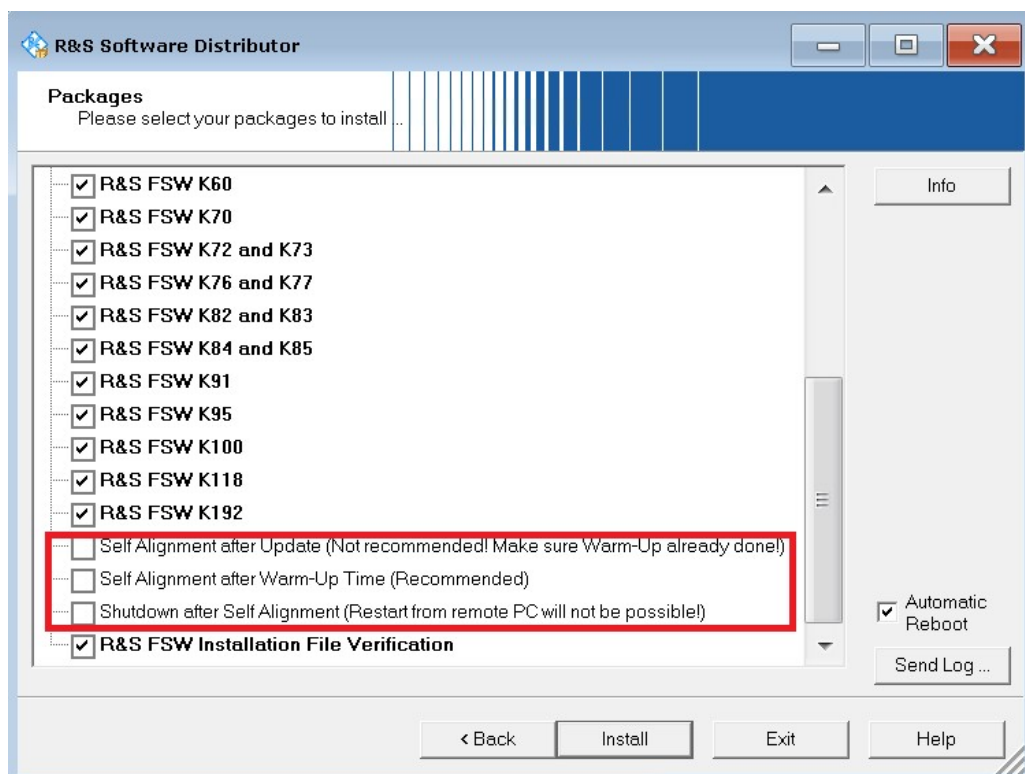 R&S Software Distributor
Packages
Please select your packages to install ...
R&S FSW K60
R&S FSW K70
R&S FSW K72 and K73
R&S FSW K76 and K77
R&S FSW K82 and K83
R&S FSW K84 and K85
R&S FSW K91
R&S FSW K95
R&S FSW K100
R&S FSW K118
R&S FSW K192
Self Alignment after Update (Not recommended! Make sure Warm-Up already done!)
Self Alignment after Warm-Up Time (Recommended)
Shutdown after Self Alignment (Restart from remote PC will not be possible!)
R&S FSW Installation File Verification
Info
Automatic
Reboot
Send Log ...
< Back
Install
Exit
Help